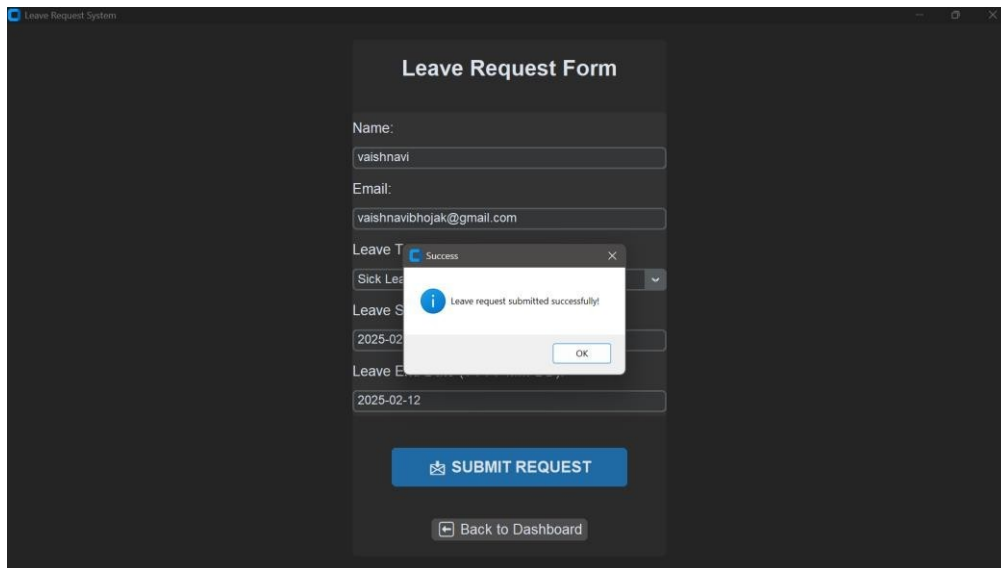 Leave Request System
Leave Request Form
Name:
vaishnavi
Email:
vaishnavibhojak@gmail.com
Leave T
Success
Sick Lea
Leave request submitted successfully!
Leave S
2025-02
OK
Leave E
2025-02-12
SUBMIT REQUEST
Back to Dashboard